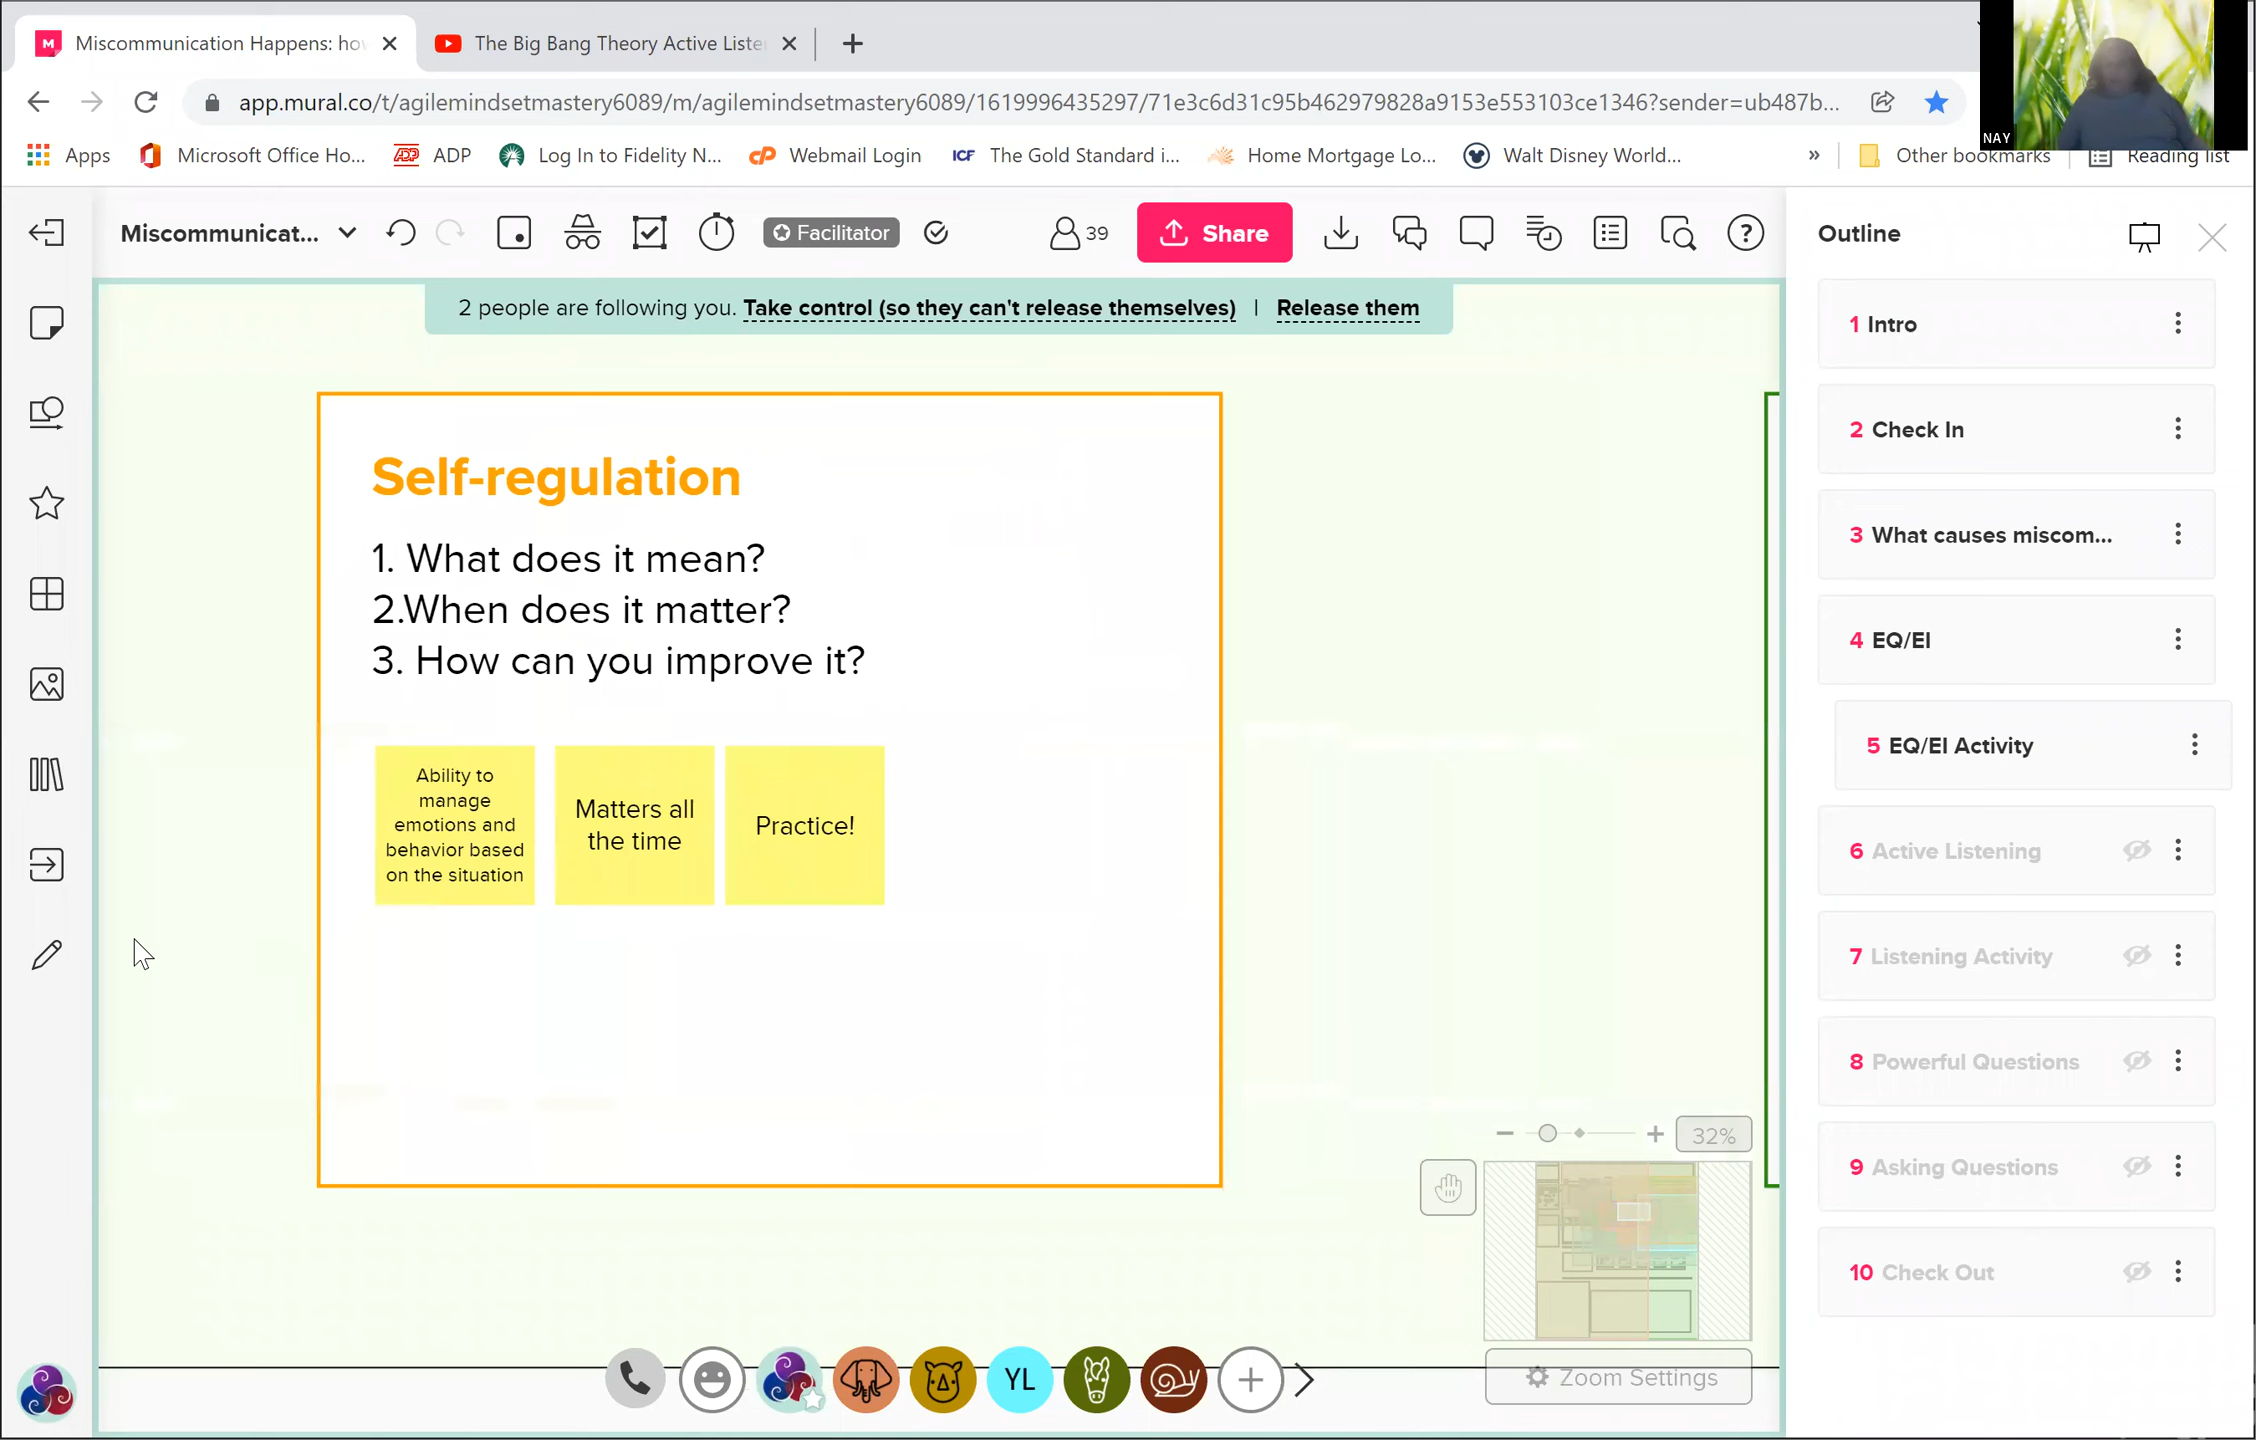 Miscommunication Happens: ho
The Big Bang Theory Active Liste
app.mural.co/t/agilemindsetmastery6089/m/agilemindsetmastery6089/1619996435297/71e3c6d31c95b462979828a9153e553103ce1346?sender=ub487b...
NAY
Apps
Microsoft Office Ho...
ADP
ADP
Log In to Fidelity N...
cP
Webmail Login
ICF
The Gold Standard i...
Home Mortgage Lo...
Walt Disney World...
»
Other bookmarks
Reading list
Miscommunicat...
Facilitator
39
Share
?
Outline
2 people are following you. Take control (so they can't release themselves) | Release them
1 Intro
2 Check In
3 What causes miscom...
4 EQ/EI
5 EQ/EI Activity
6 Active Listening
7 Listening Activity
8 Powerful Questions
9 Asking Questions
10 Check Out
Self-regulation
1. What does it mean?
2.When does it matter?
3. How can you improve it?
Ability to
manage
emotions and
behavior based
on the situation
Matters all
the time
Practice!
32%
Zoom Settings
YL